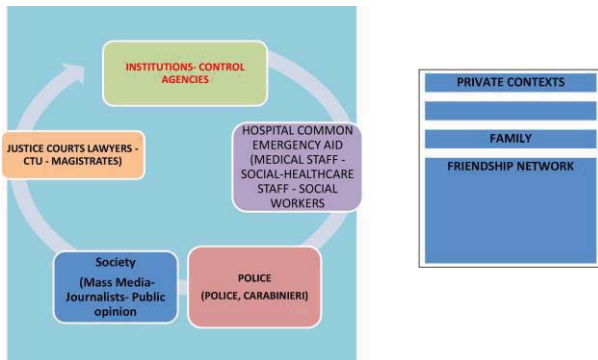 INSTITUTIONS- CONTROL
AGENCIES
HOSPITAL COMMON
EMERGENCY AID
(MEDICAL STAFF -
SOCIAL-HEALTHCARE
STAFF - SOCIAL
WORKERS
POLICE
(POLICE, CARABINIERI)
Society
(Mass Media-
Journalists- Public
opinion
JUSTICE COURTS LAWYERS -
CTU - MAGISTRATES)
PRIVATE CONTEXTS
FAMILY
FRIENDSHIP NETWORK